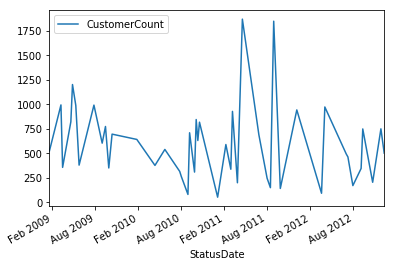 CustomerCount
1750
1500
1250
1000
750
500
250
0
Feb 2009
Aug 2009
Feb 2010
Aug 2010
Feb 2011
Aug 2011
Feb 2012
Aug 2012
StatusDate